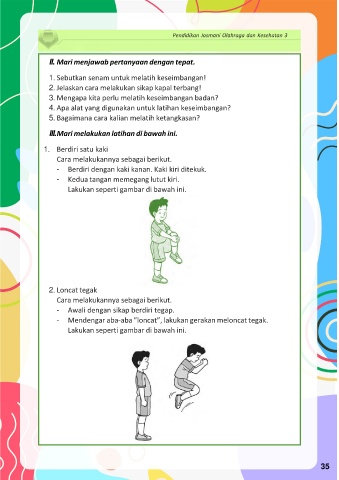 Pendidikan Jasmani Olahraga dan Kesehatan 3
II. Mari menjawab pertanyaan dengan tepat.
1. Sebutkan senam untuk melatih keseimbangan!
2. Jelaskan cara melakukan sikap kapal terbang!
3. Mengapa kita perlu melatih keseimbangan badan?
4. Apa alat yang digunakan untuk latihan keseimbangan?
5. Bagaimana cara kalian melatih ketangkasan?
III.Mari melakukan latihan di bawah ini.
1. Berdiri satu kaki
Cara melakukannya sebagai berikut.
- Berdiri dengan kaki kanan. Kaki kiri ditekuk.
- Kedua tangan memegang lutut kiri.
Lakukan seperti gambar di bawah ini.
2. Loncat tegak
Cara melakukannya sebagai berikut.
- Awali dengan sikap berdiri tegap.
- Mendengar aba-aba "loncat", lakukan gerakan meloncat tegak.
Lakukan seperti gambar di bawah ini.
35